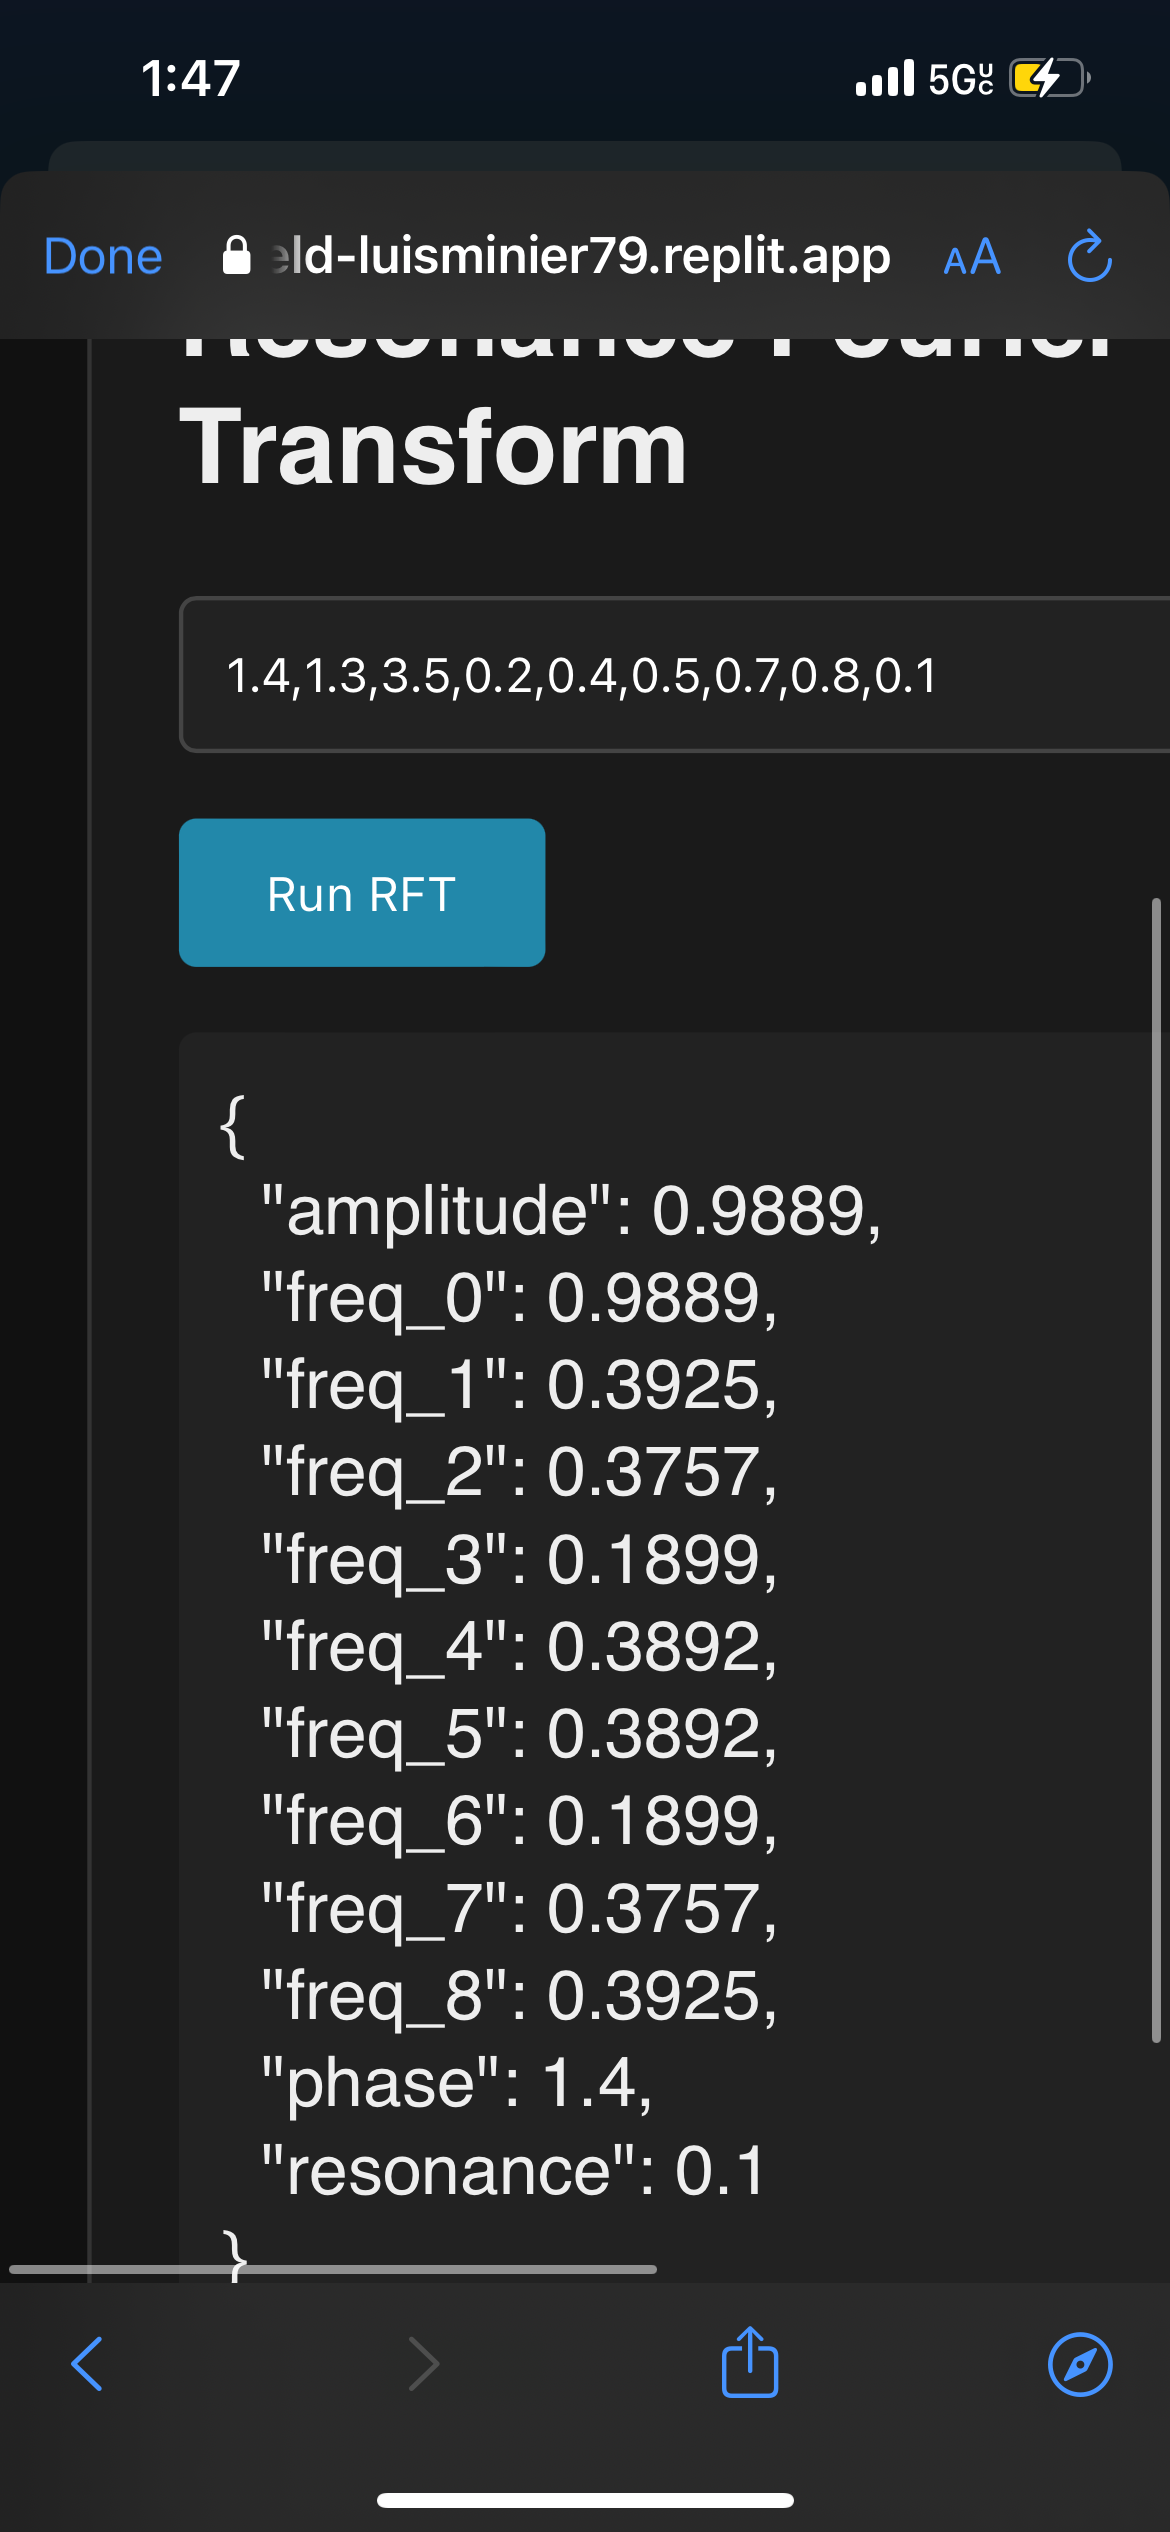 1:47
5G UC
Done
eld-luisminier79.replit.app
AA
Resonance Fourier
Transform
1.4,1.3,3.5,0.2,0.4,0.5,0.7,0.8,0.1
Run RFT
{
"amplitude": 0.9889,
"freq_0": 0.9889,
"freq_1": 0.3925,
"freq_2": 0.3757,
"freq_3": 0.1899,
"freq_4": 0.3892,
"freq_5": 0.3892,
"freq_6": 0.1899,
"freq_7": 0.3757,
"freq_8": 0.3925,
"phase": 1.4,
"resonance": 0.1
}